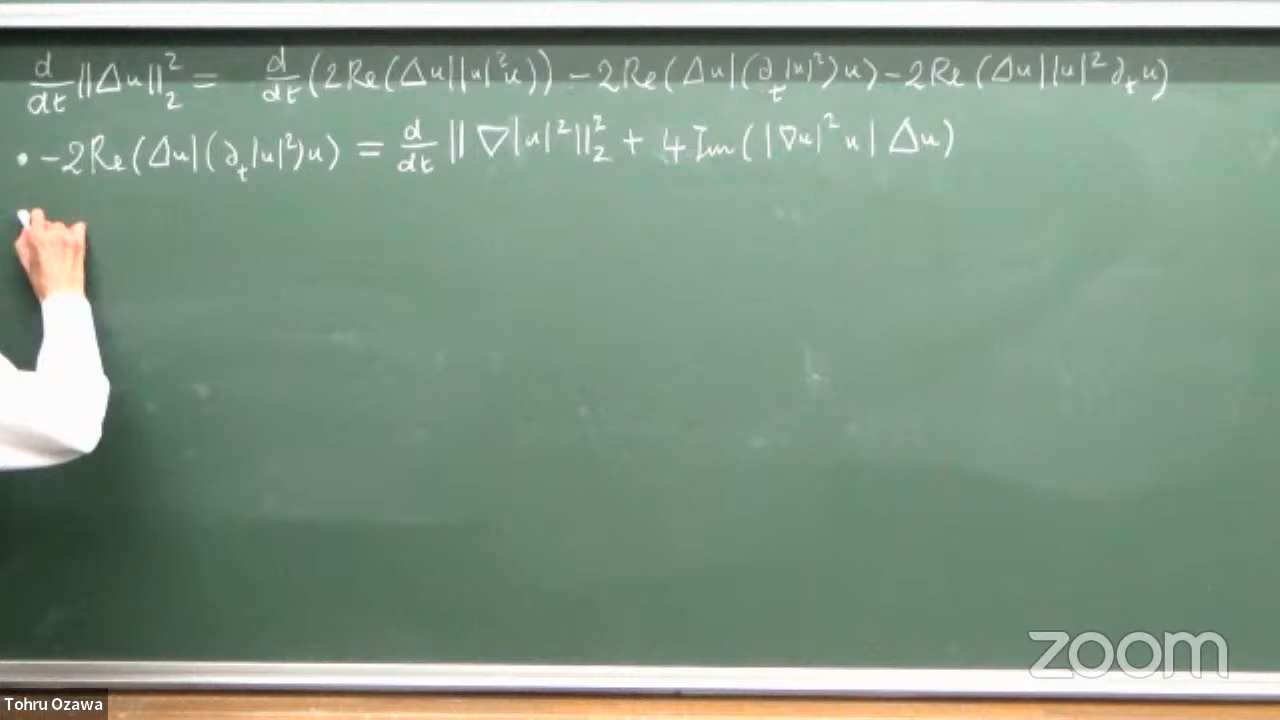 d/dt ‖Δu‖₂² = d/dt (2Re(Δu||u|²u)) − 2Re(Δu|(∂ₜ|u|²)u) − 2Re(Δu||u|²∂ₜu)
• −2Re(Δu|(∂ₜ|u|²)u) = d/dt ‖∇|u|²‖₂² + 4Im(|∇u|²u|Δu)
zoom
Tohru Ozawa